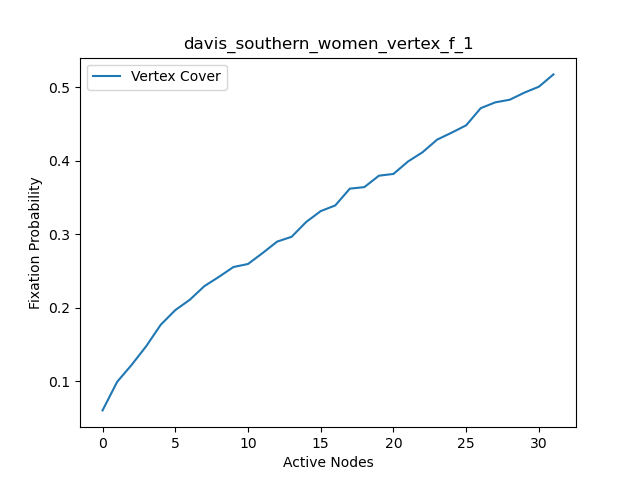 davis_southern_women_vertex_f_1
Vertex Cover
0.5
0.4
0.3
0.2
0.1
Fixation Probability
0 5 10 15 20 25 30
Active Nodes